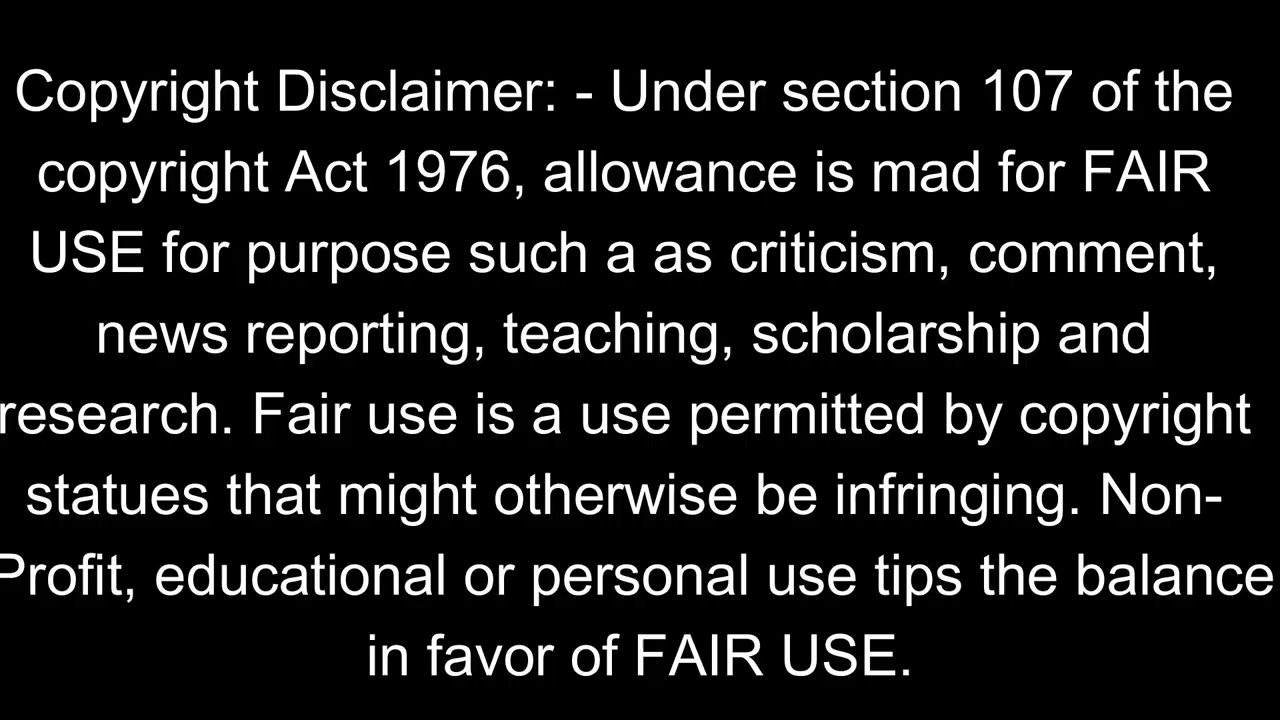 Copyright Disclaimer: - Under section 107 of the
copyright Act 1976, allowance is mad for FAIR
USE for purpose such a as criticism, comment,
news reporting, teaching, scholarship and
research. Fair use is a use permitted by copyright
statues that might otherwise be infringing. Non-
Profit, educational or personal use tips the balance
in favor of FAIR USE.